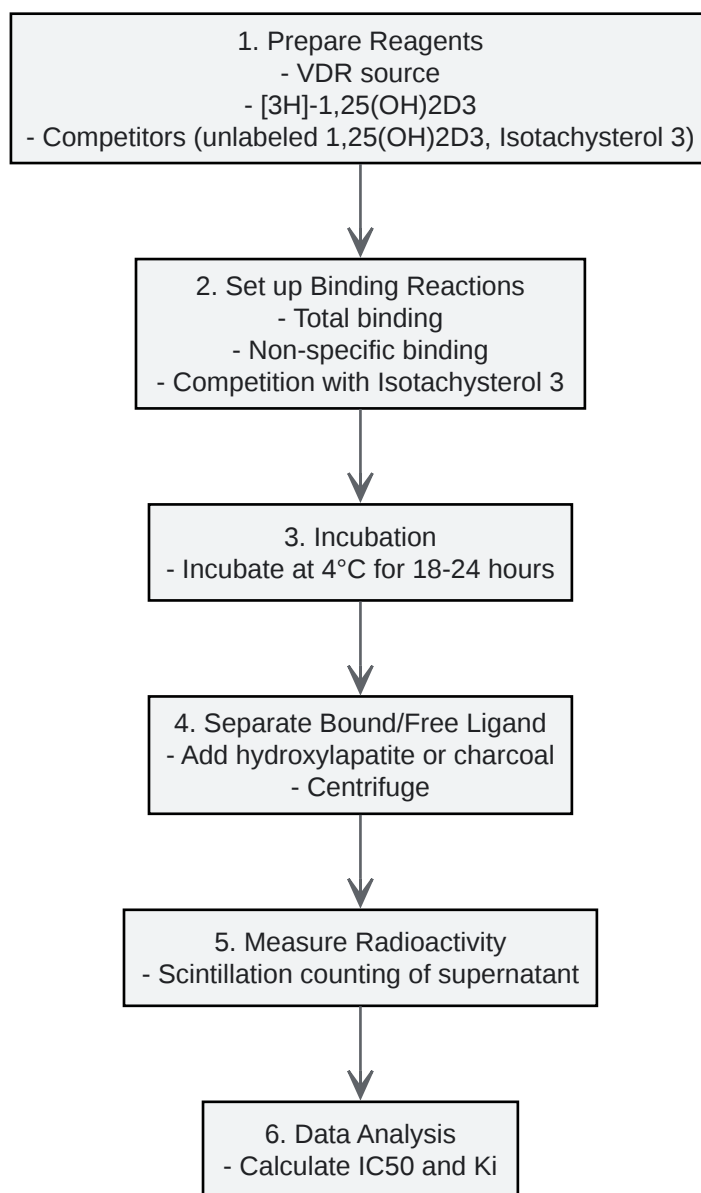 1. Prepare Reagents
- VDR source
- [3H]-1,25(OH)2D3
- Competitors (unlabeled 1,25(OH)2D3, Isotachysterol 3)
2. Set up Binding Reactions
- Total binding
- Non-specific binding
- Competition with Isotachysterol 3
3. Incubation
- Incubate at 4°C for 18-24 hours
4. Separate Bound/Free Ligand
- Add hydroxylapatite or charcoal
- Centrifuge
5. Measure Radioactivity
- Scintillation counting of supernatant
6. Data Analysis
- Calculate IC50 and Ki